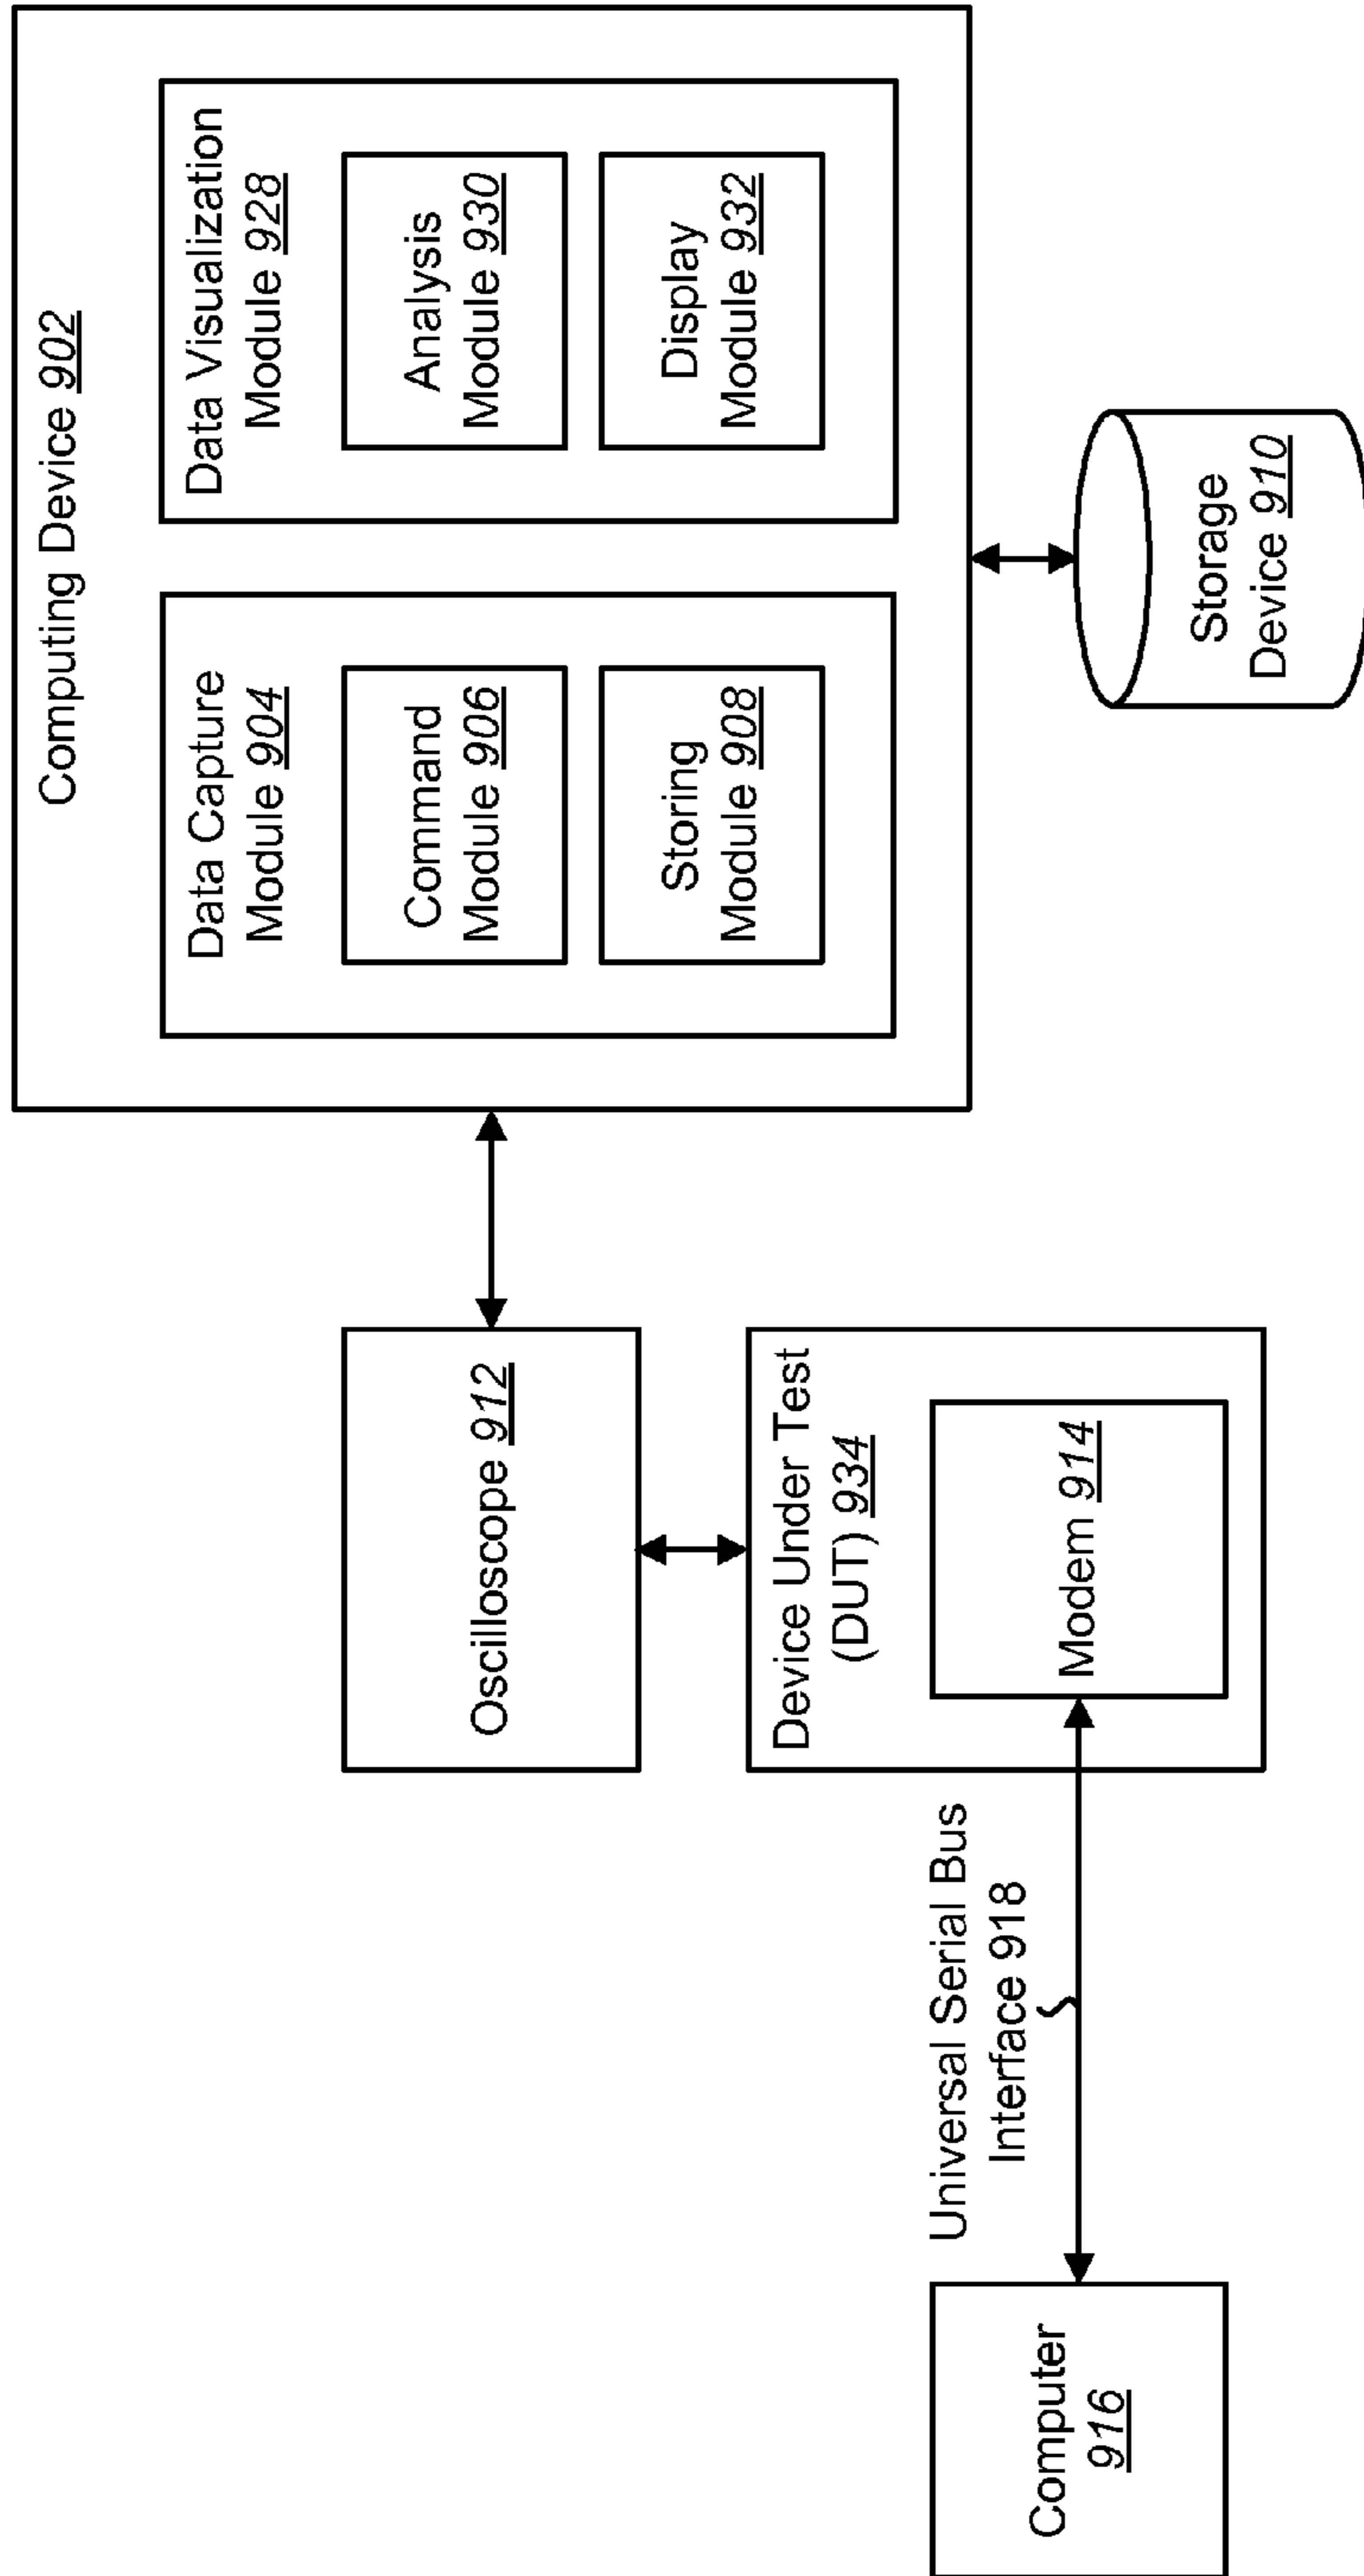 Computing Device 902
Data Capture
Module 904
Command
Module 906
Storing
Module 908
Data Visualization
Module 928
Analysis
Module 930
Display
Module 932
Oscilloscope 912
Device Under Test
(DUT) 934
Modem 914
Universal Serial Bus
Interface 918
Computer
916
Storage
Device 910